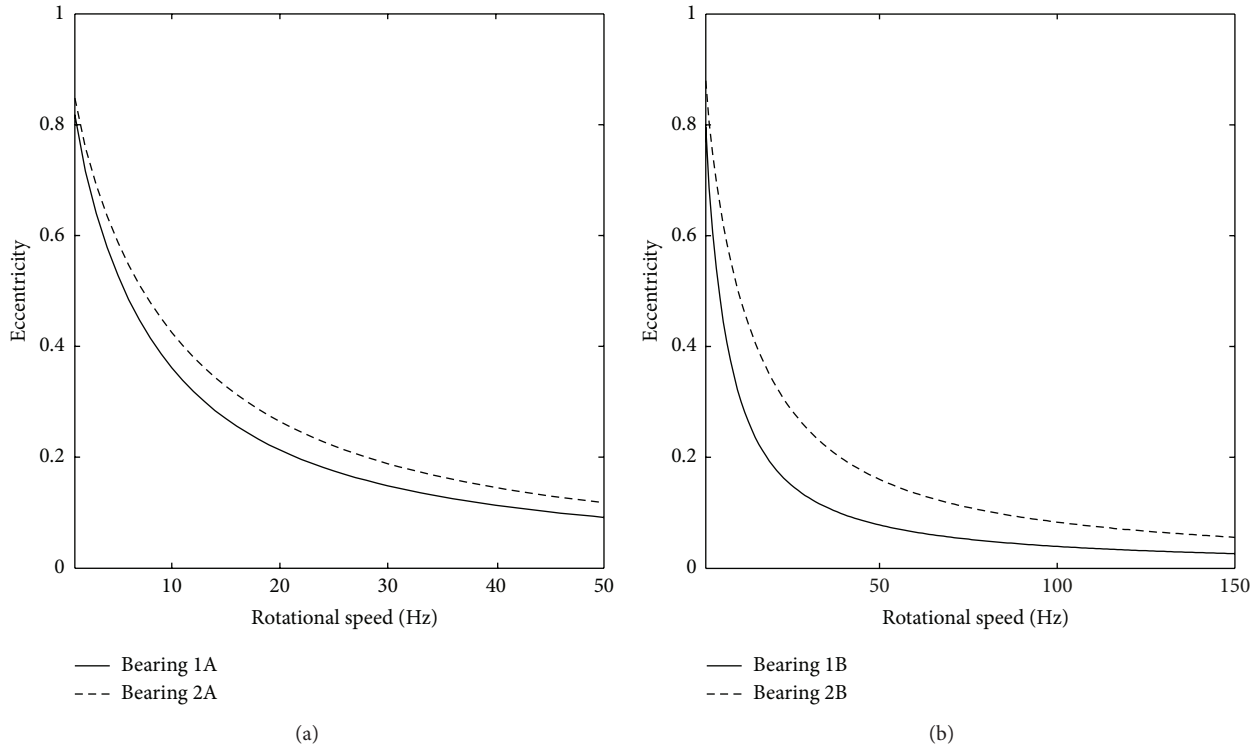 1
0.8
0.6
0.4
0.2
0
Eccentricity
10 20 30 40 50
Rotational speed (Hz)
Bearing 1A
Bearing 2A
(a)
1
0.8
0.6
0.4
0.2
0
Eccentricity
50 100 150
Rotational speed (Hz)
Bearing 1B
Bearing 2B
(b)